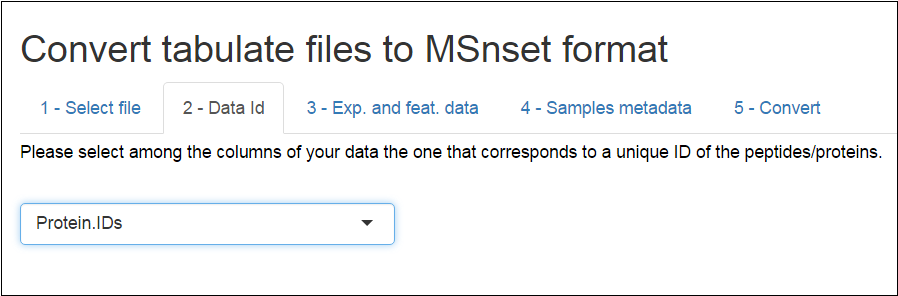 Convert tabulate files to MSnset format
1 - Select file 2 - Data Id 3 - Exp. and feat. data 4 - Samples metadata 5 - Convert
Please select among the columns of your data the one that corresponds to a unique ID of the peptides/proteins.
Protein.IDs